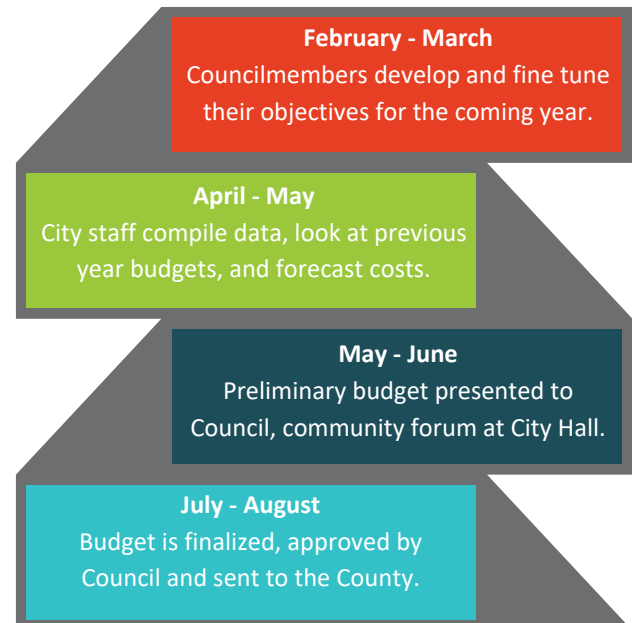 February - March
Councilmembers develop and fine tune
their objectives for the coming year.
April - May
City staff compile data, look at previous
year budgets, and forecast costs.
May - June
Preliminary budget presented to
Council, community forum at City Hall.
July - August
Budget is finalized, approved by
Council and sent to the County.